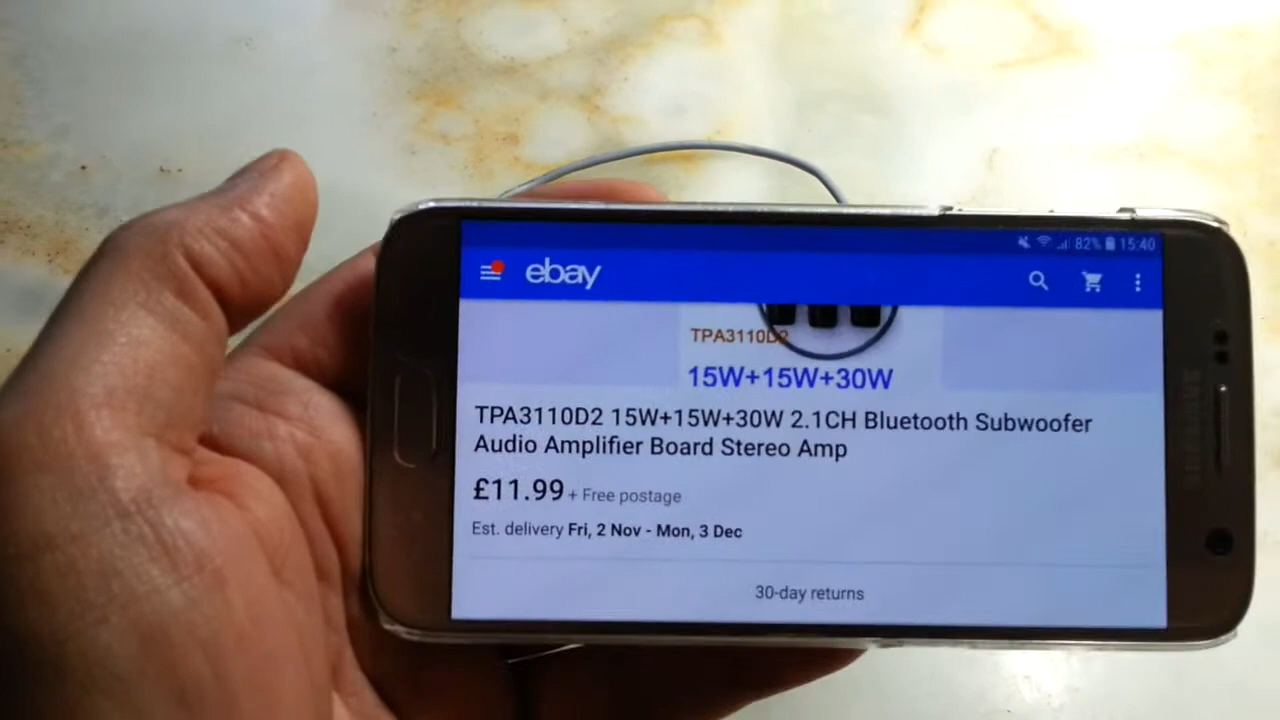 82% 15:40
ebay
TPA3110D2
15W+15W+30W
TPA3110D2 15W+15W+30W 2.1CH Bluetooth Subwoofer
Audio Amplifier Board Stereo Amp
£11.99 + Free postage
Est. delivery Fri, 2 Nov - Mon, 3 Dec
30-day returns
SAMSUNG